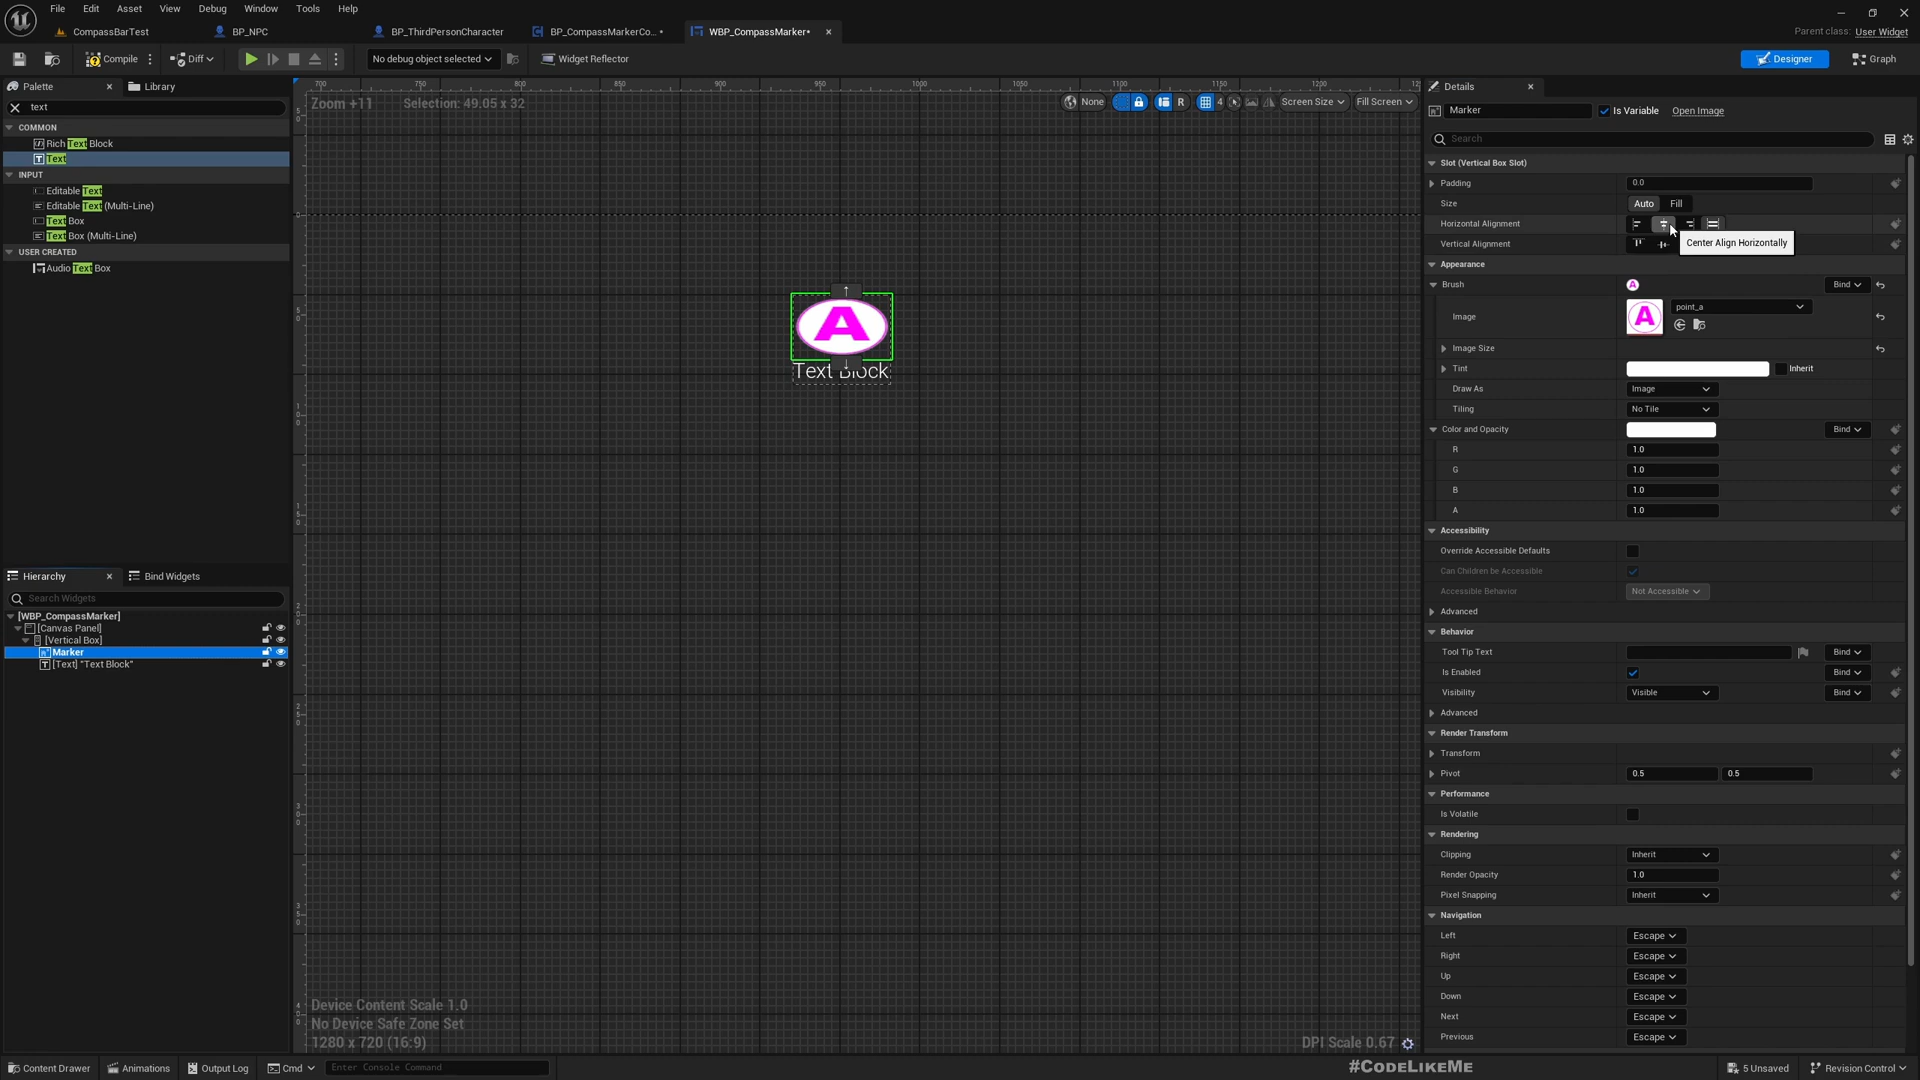 File Edit Asset View Debug Window Tools Help
CompassBarTest BP_NPC BP_ThirdPersonCharacter BP_CompassMarkerCo...• WBP_CompassMarker•
Parent class: User Widget
Compile Diff No debug object selected Widget Reflector Designer Graph
Palette Library
text
COMMON
Rich Text Block
Text
INPUT
Editable Text
Editable Text (Multi-Line)
Text Box
Text Box (Multi-Line)
USER CREATED
Audio Text Box
Hierarchy Bind Widgets
Search Widgets
[WBP_CompassMarker]
[Canvas Panel]
[Vertical Box]
Marker
[Text] "Text Block"
700 750 800 850 900 950 1000 1050 1100 1150 1200
Zoom +11 Selection: 49.05 x 32
None R 4 Screen Size Fill Screen
A
Text Block
Device Content Scale 1.0
No Device Safe Zone Set
1280 x 720 (16:9)
DPI Scale 0.67
Details
Marker Is Variable Open Image
Search
Slot (Vertical Box Slot)
Padding 0.0
Size Auto Fill
Horizontal Alignment
Center Align Horizontally
Vertical Alignment
Appearance
Brush A Bind
Image A point_a
Image Size
Tint Inherit
Draw As Image
Tiling No Tile
Color and Opacity Bind
R 1.0
G 1.0
B 1.0
A 1.0
Accessibility
Override Accessible Defaults
Can Children be Accessible
Accessible Behavior Not Accessible
Advanced
Behavior
Tool Tip Text Bind
Is Enabled Bind
Visibility Visible Bind
Advanced
Render Transform
Transform
Pivot 0.5 0.5
Performance
Is Volatile
Rendering
Clipping Inherit
Render Opacity 1.0
Pixel Snapping Inherit
Navigation
Left Escape
Right Escape
Up Escape
Down Escape
Next Escape
Previous Escape
Content Drawer Animations Output Log Cmd Enter Console Command
#CODELIKEME
5 Unsaved Revision Control